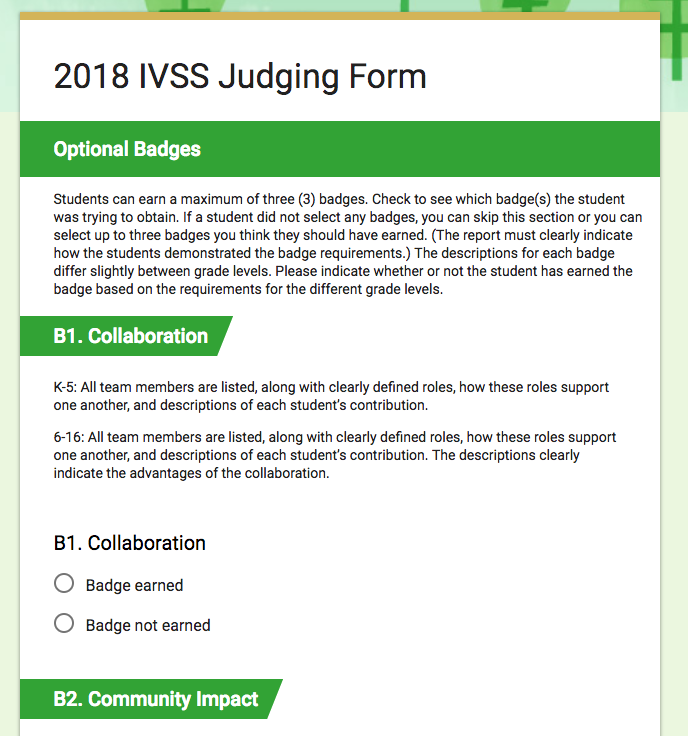 2018 IVSS Judging Form
Optional Badges
Students can earn a maximum of three (3) badges. Check to see which badge(s) the student
was trying to obtain. If a student did not select any badges, you can skip this section or you can
select up to three badges you think they should have earned. (The report must clearly indicate
how the students demonstrated the badge requirements.) The descriptions for each badge
differ slightly between grade levels. Please indicate whether or not the student has earned the
badge based on the requirements for the different grade levels.
B1. Collaboration
K-5: All team members are listed, along with clearly defined roles, how these roles support
one another, and descriptions of each student’s contribution.
6-16: All team members are listed, along with clearly defined roles, how these roles support
one another, and descriptions of each student’s contribution. The descriptions clearly
indicate the advantages of the collaboration.
B1. Collaboration
Badge earned
Badge not earned
B2. Community Impact